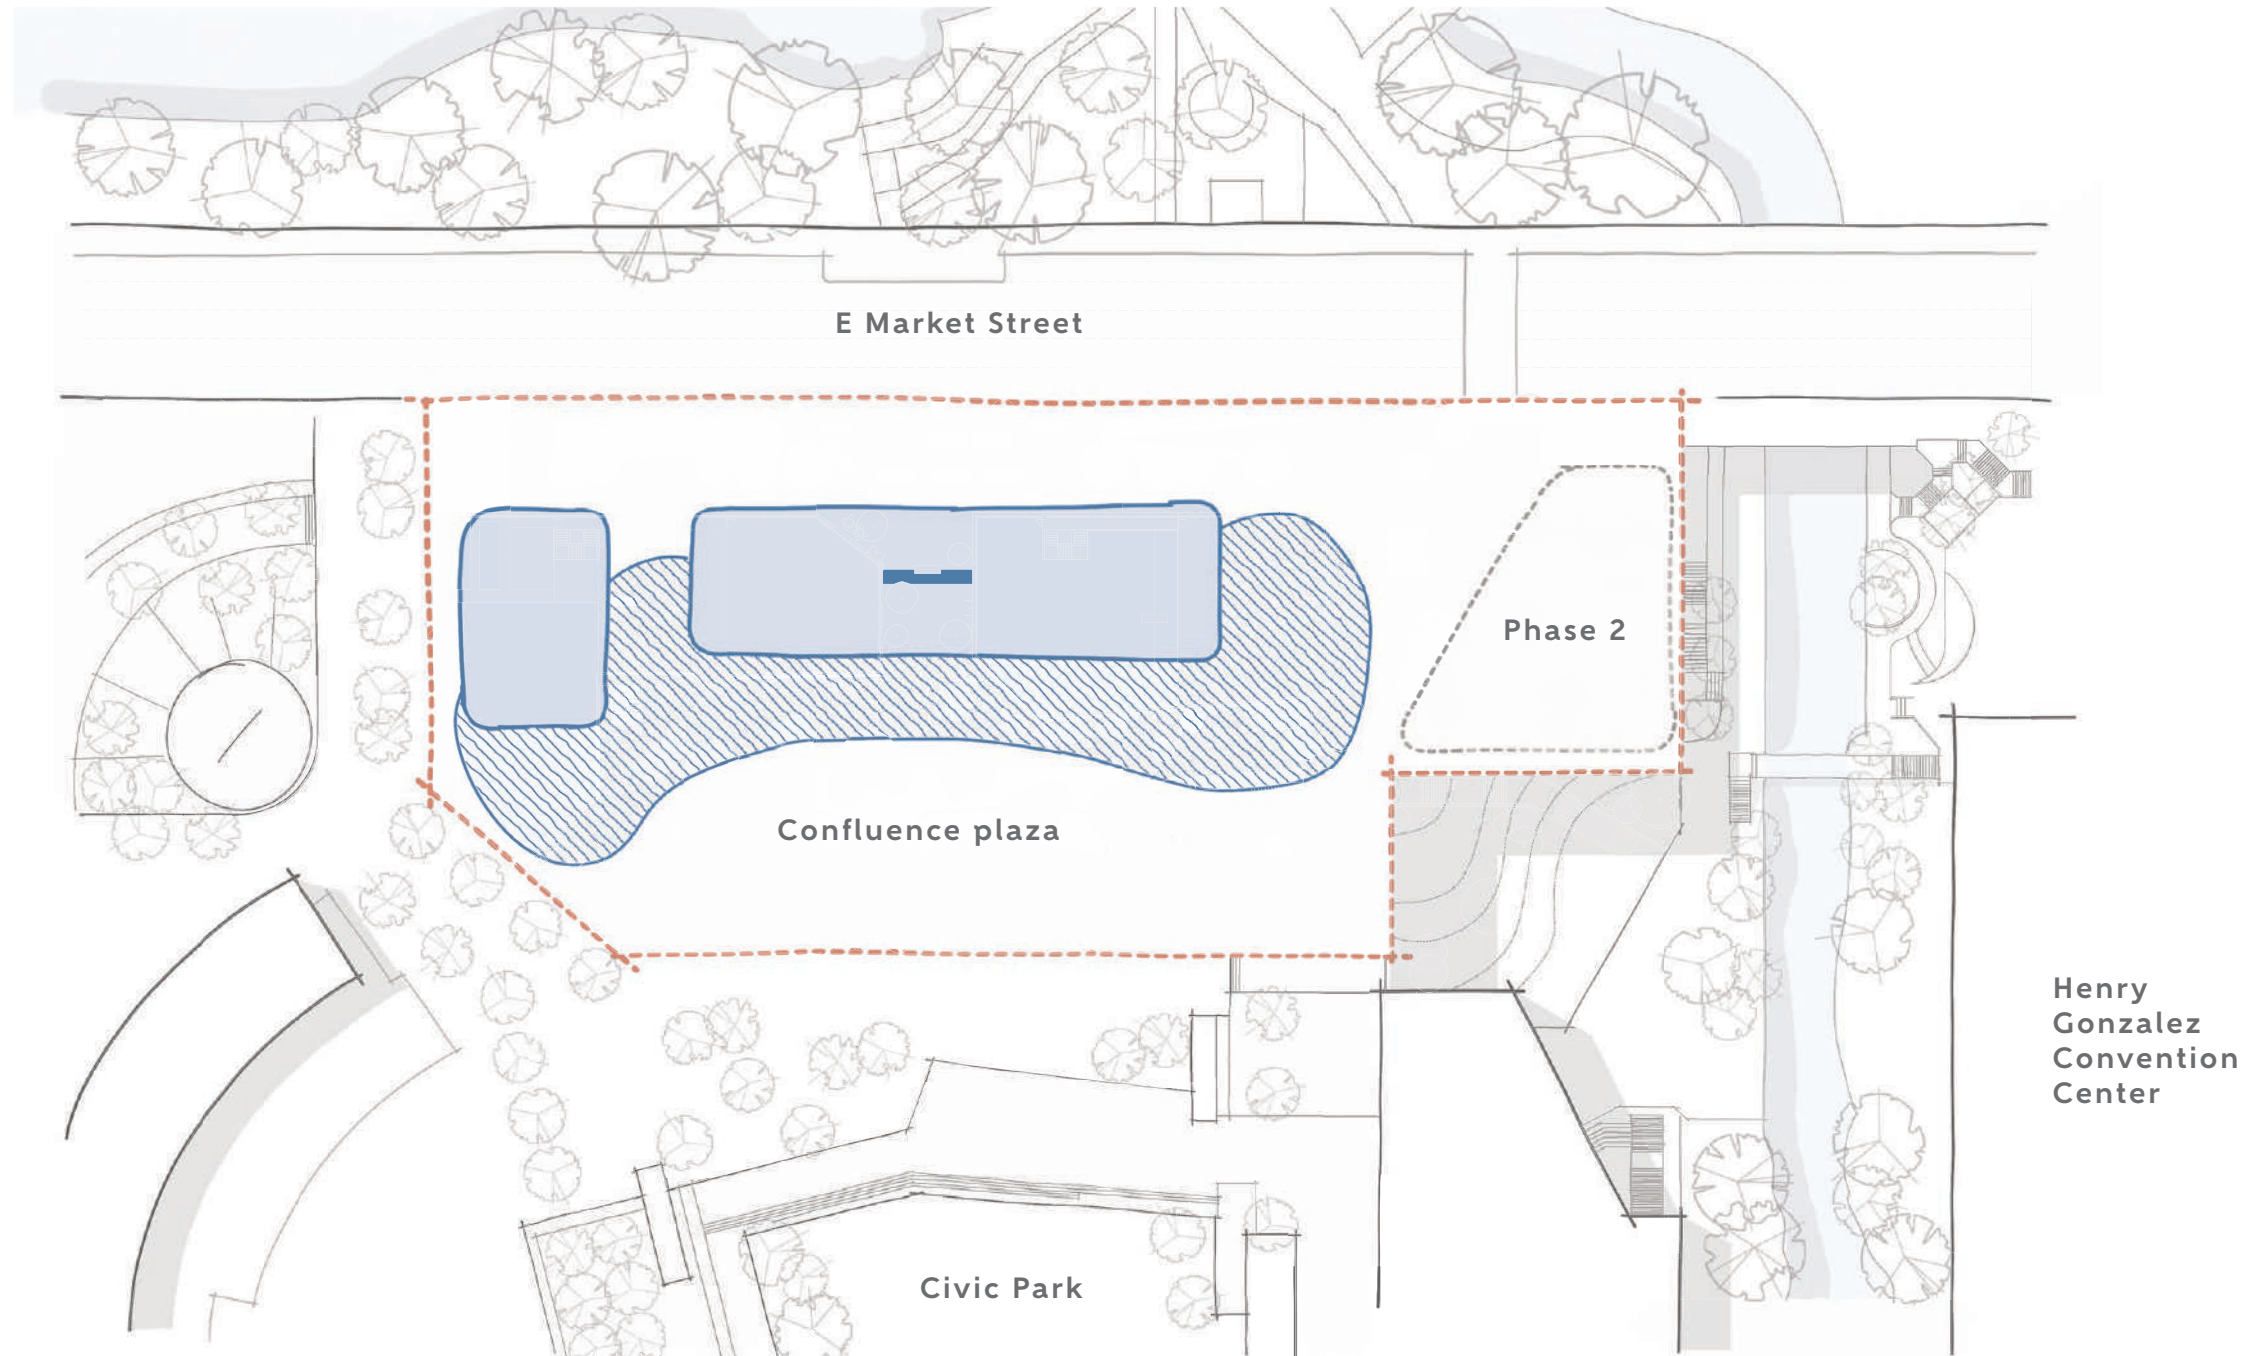 E Market Street
Phase 2
Confluence plaza
Henry
Gonzalez
Convention
Center
Civic Park